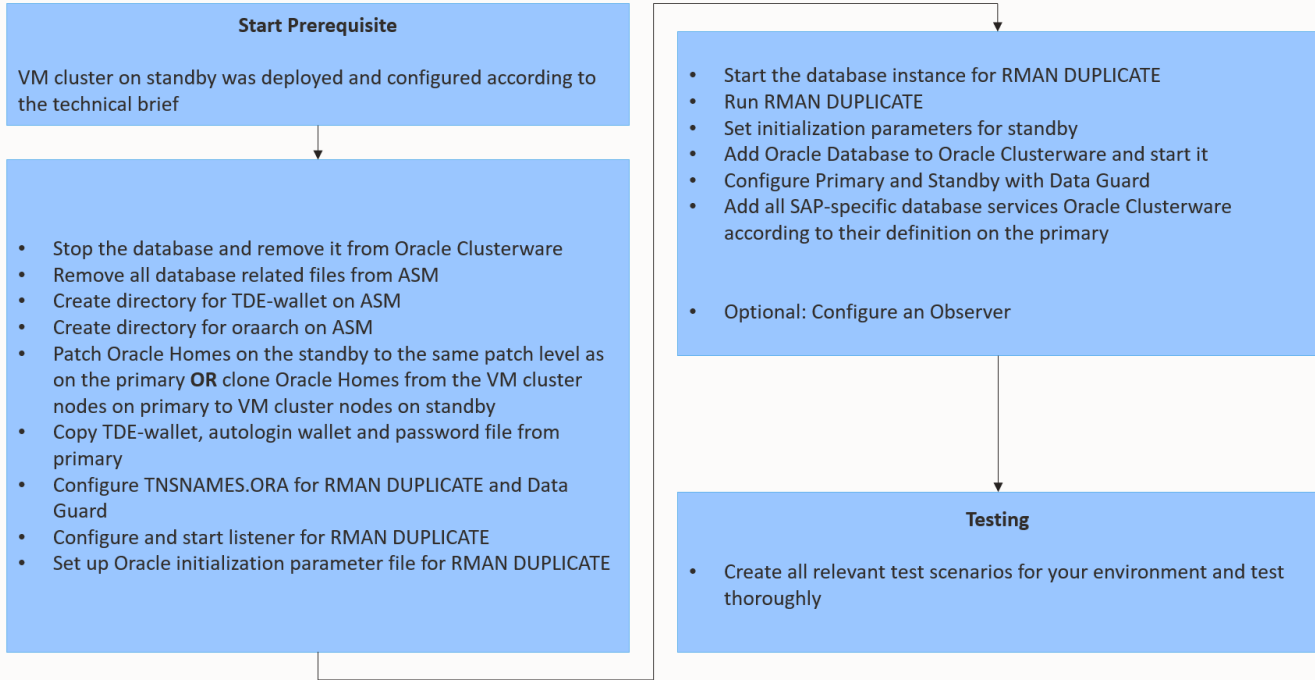 Start Prerequisite
VM cluster on standby was deployed and configured according to
the technical brief
• Stop the database and remove it from Oracle Clusterware
• Remove all database related files from ASM
• Create directory for TDE-wallet on ASM
• Create directory for oraarch on ASM
• Patch Oracle Homes on the standby to the same patch level as
on the primary OR clone Oracle Homes from the VM cluster
nodes on primary to VM cluster nodes on standby
• Copy TDE-wallet, autologin wallet and password file from
primary
• Configure TNSNAMES.ORA for RMAN DUPLICATE and Data
Guard
• Configure and start listener for RMAN DUPLICATE
• Set up Oracle initialization parameter file for RMAN DUPLICATE
• Start the database instance for RMAN DUPLICATE
• Run RMAN DUPLICATE
• Set initialization parameters for standby
• Add Oracle Database to Oracle Clusterware and start it
• Configure Primary and Standby with Data Guard
• Add all SAP-specific database services Oracle Clusterware
according to their definition on the primary
• Optional: Configure an Observer
Testing
• Create all relevant test scenarios for your environment and test
thoroughly